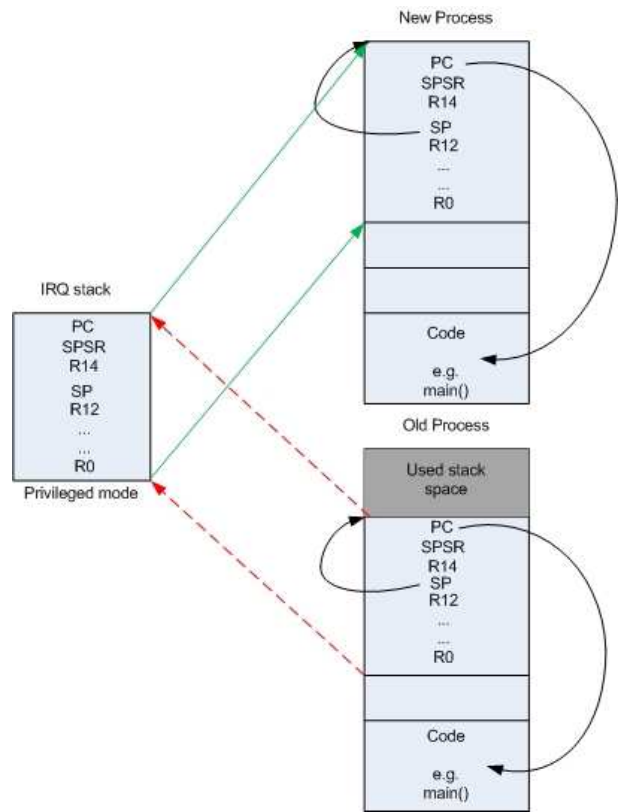 New Process
PC
SPSR
R14
SP
R12
...
...
R0
Code
e.g.
main()
IRQ stack
PC
SPSR
R14
SP
R12
...
...
R0
Privileged mode
Old Process
Used stack
space
PC
SPSR
R14
SP
R12
...
...
R0
Code
e.g.
main()